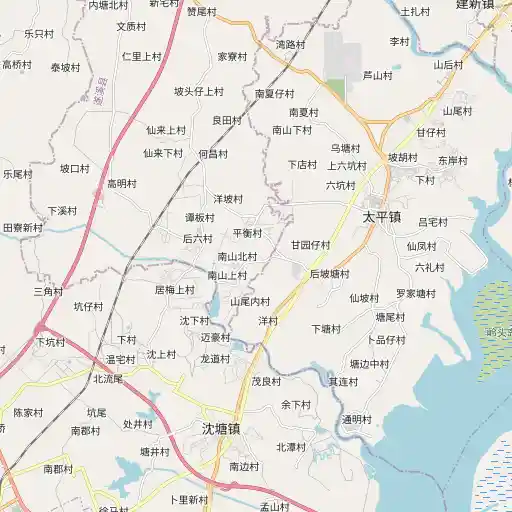 内塘北村
新宅村
赞尾村
建新镇
土扎村
文质村
乐只村
李村
湾路村
仁里上村
家寮村
高桥村
泰坡村
山后村
芦山村
坡头仔上村
南夏仔村
遂溪县
南夏村
山尾村
良田村
仙来上村
南山下村
甘仔村
乌塘村
仙来下村
何昌村
坡胡村
东岸村
下店村
上六坑村
坡口村
乐尾村
下村
高明村
六坑村
洋坡村
下溪村
谭板村
太平镇
吕宅村
田寮新村
平衡村
后六村
甘园仔村
仙凤村
南山北村
六礼村
南山上村
后坡塘村
三角村
居梅上村
罗家塘村
仙坡村
坑仔村
山尾内村
塘尾村
沈下村
洋村
下塘村
下坑村
下村
迈豪村
卜品仔村
沈上村
温宅村
龙道村
塘边中村
北流尾
茂良村
其连村
陈家村
坑尾
余下村
处井村
沈塘镇
通明村
南郡村
塘井村
北潭村
南郡村
南边村
卜里新村
徐马村
孟山村